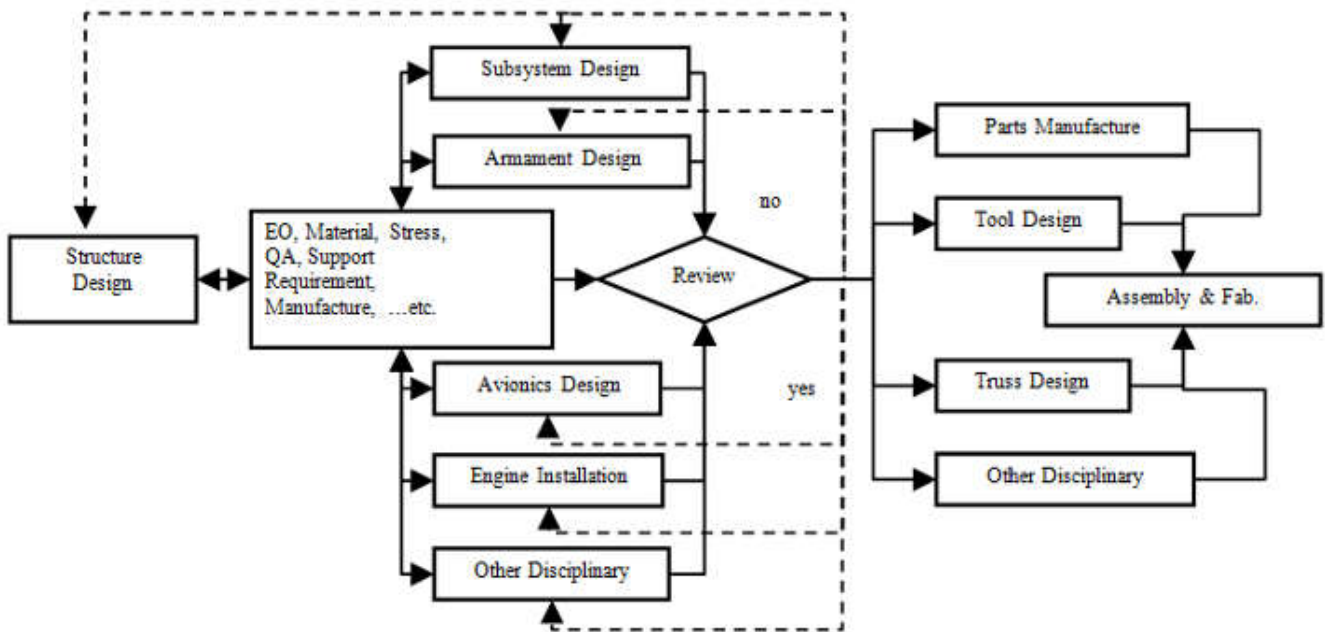 Subsystem Design
Armament Design
Structure
Design
EO, Material, Stress,
QA, Support
Requirement,
Manufacture, ...etc.
Avionics Design
Engine Installation
Other Disciplinary
no
Review
yes
Parts Manufacture
Tool Design
Assembly & Fab.
Truss Design
Other Disciplinary